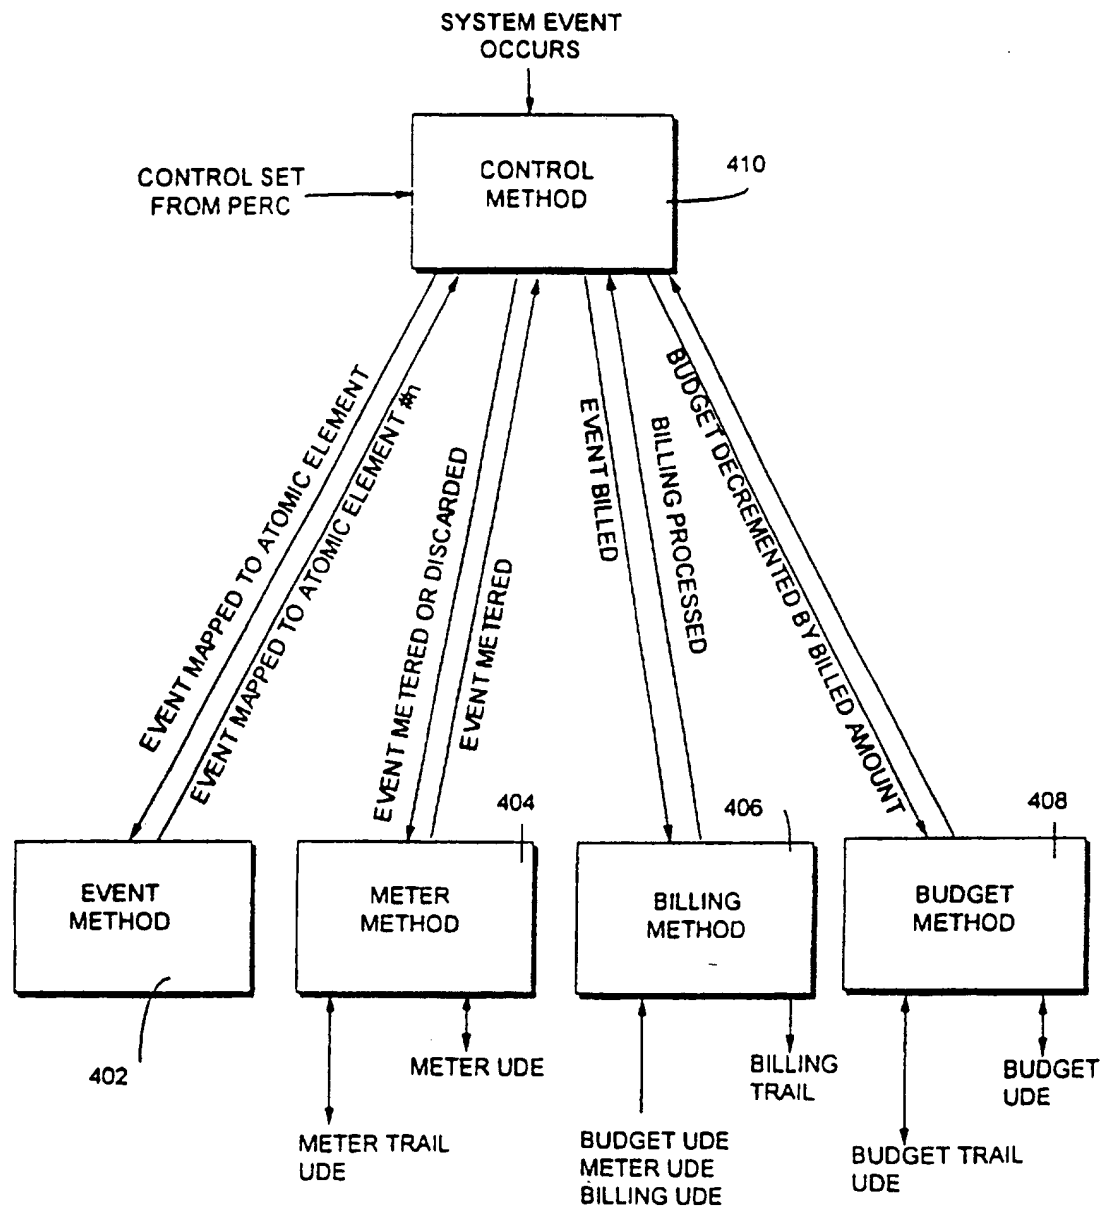 SYSTEM EVENT
OCCURS
CONTROL
METHOD
410
CONTROL SET
FROM PERC
EVENT MAPPED TO ATOMIC ELEMENT
EVENT MAPPED TO ATOMIC ELEMENT #n
EVENT METERED OR DISCARDED
EVENT METERED
EVENT BILLED
BILLING PROCESSED
BUDGET DECREMENTED BY BILLED AMOUNT
404
406
408
EVENT
METHOD
METER
METHOD
BILLING
METHOD
BUDGET
METHOD
402
METER UDE
METER TRAIL
UDE
BILLING
TRAIL
BUDGET UDE
METER UDE
BILLING UDE
BUDGET
UDE
BUDGET TRAIL
UDE